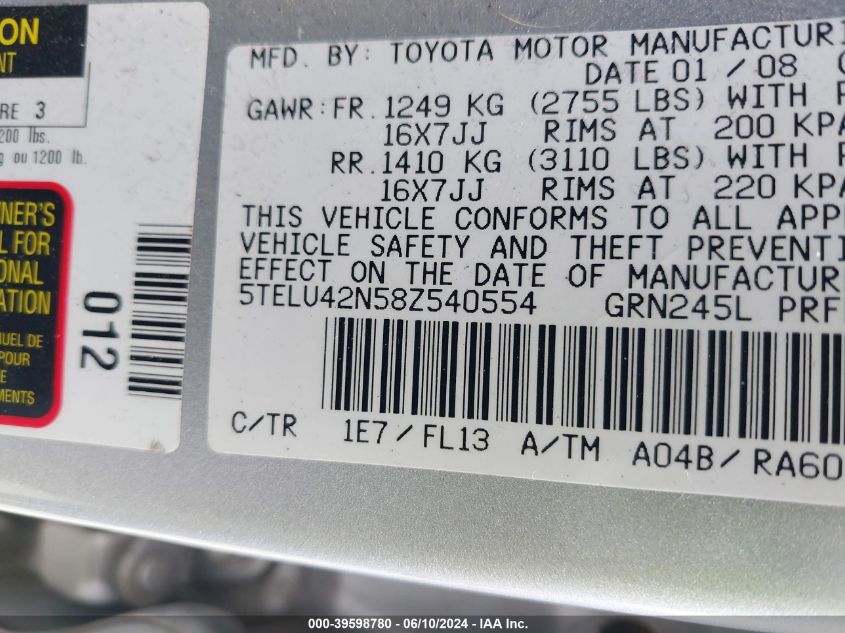 ON
NT
RE 3
200 lbs.
g ou 1200 lb.
NER'S
L FOR
ONAL
ATION
UEL DE
POUR
E
MENTS
012
MFD. BY: TOYOTA MOTOR MANUFACTURI
DATE 01 / 08
GAWR: FR. 1249 KG (2755 LBS) WITH P
16X7JJ RIMS AT 200 KPA
RR. 1410 KG (3110 LBS) WITH P
16X7JJ RIMS AT 220 KPA
THIS VEHICLE CONFORMS TO ALL APPL
VEHICLE SAFETY AND THEFT PREVENTI
EFFECT ON THE DATE OF MANUFACTUR
5TELU42N58Z540554 GRN245L PRF
C/TR 1E7 / FL13 A/TM A04B/RA60
000-39598780 - 06/10/2024 - IAA Inc.